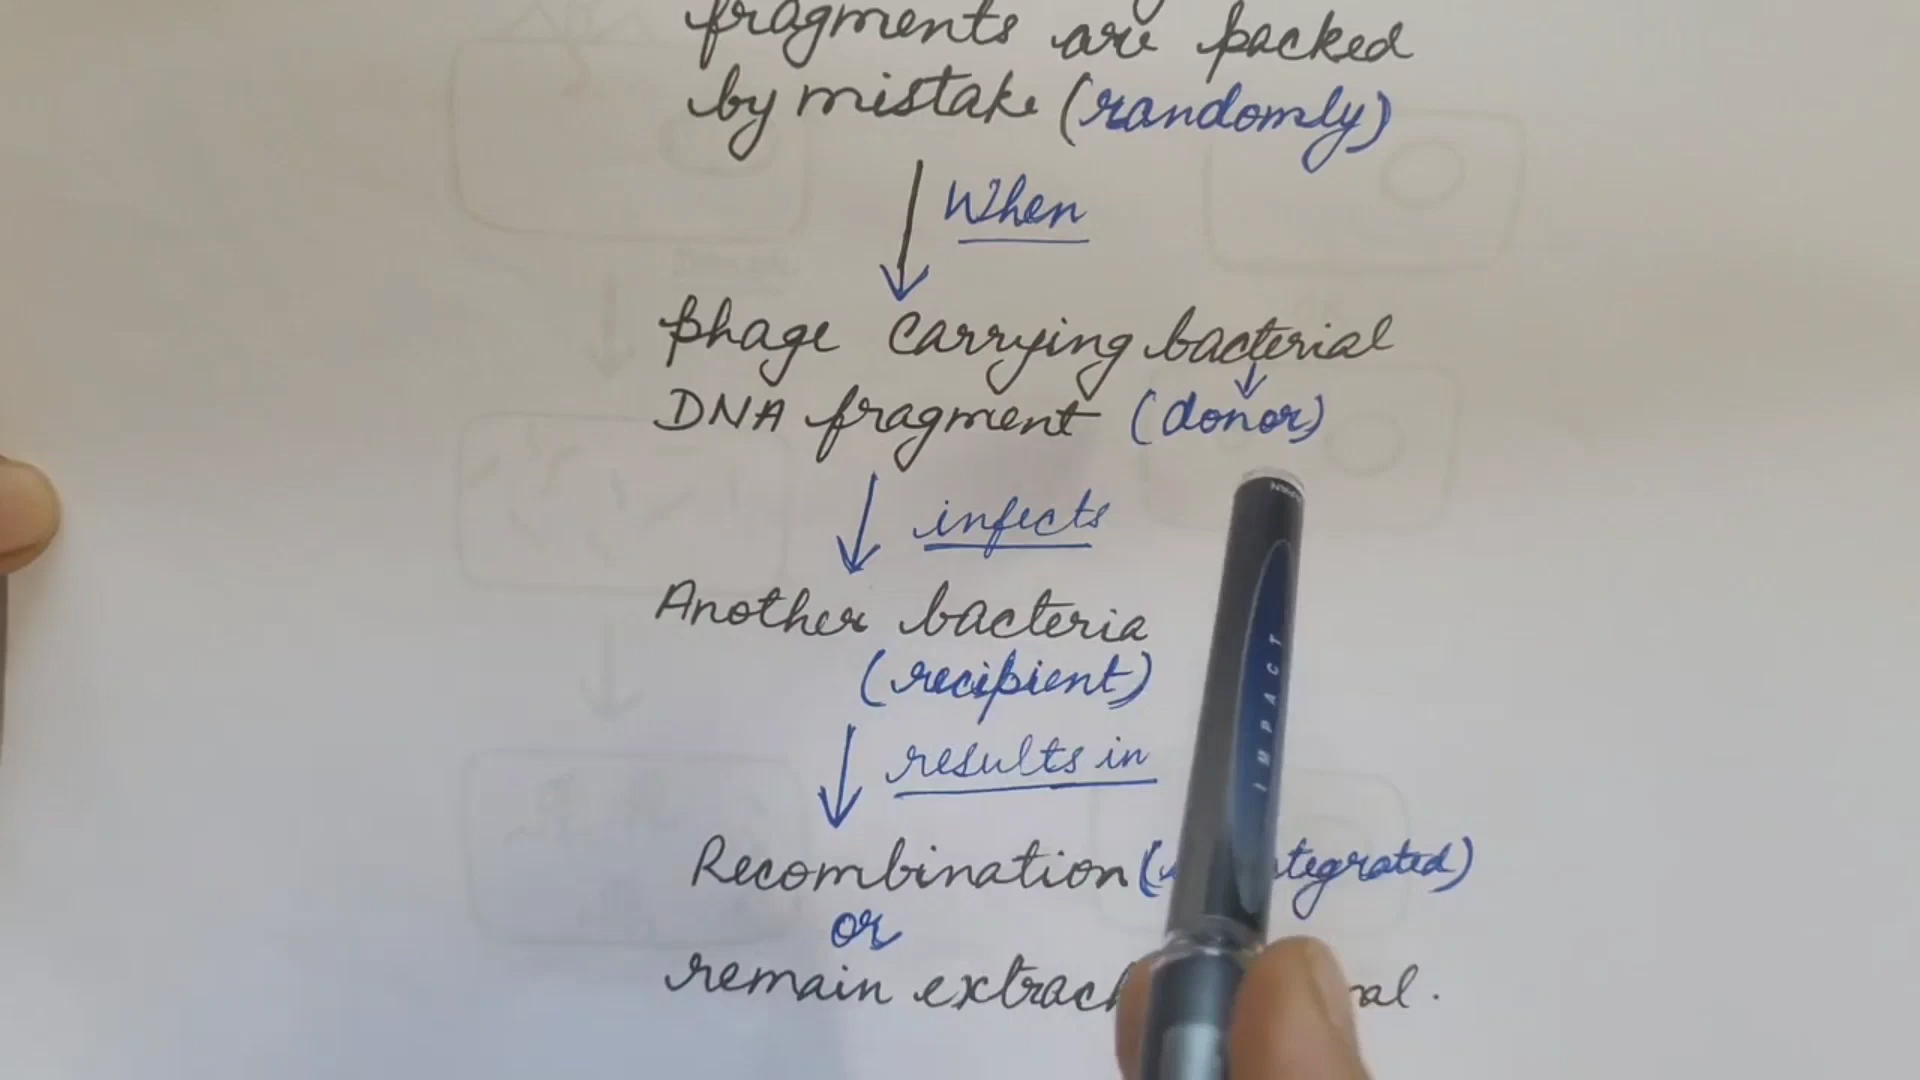 fragments are packed
by mistake (randomly)
When
phage carrying bacterial
DNA fragment (donor)
infects
Another bacteria
(recipient)
results in
Recombination
or
remain
IMPACT